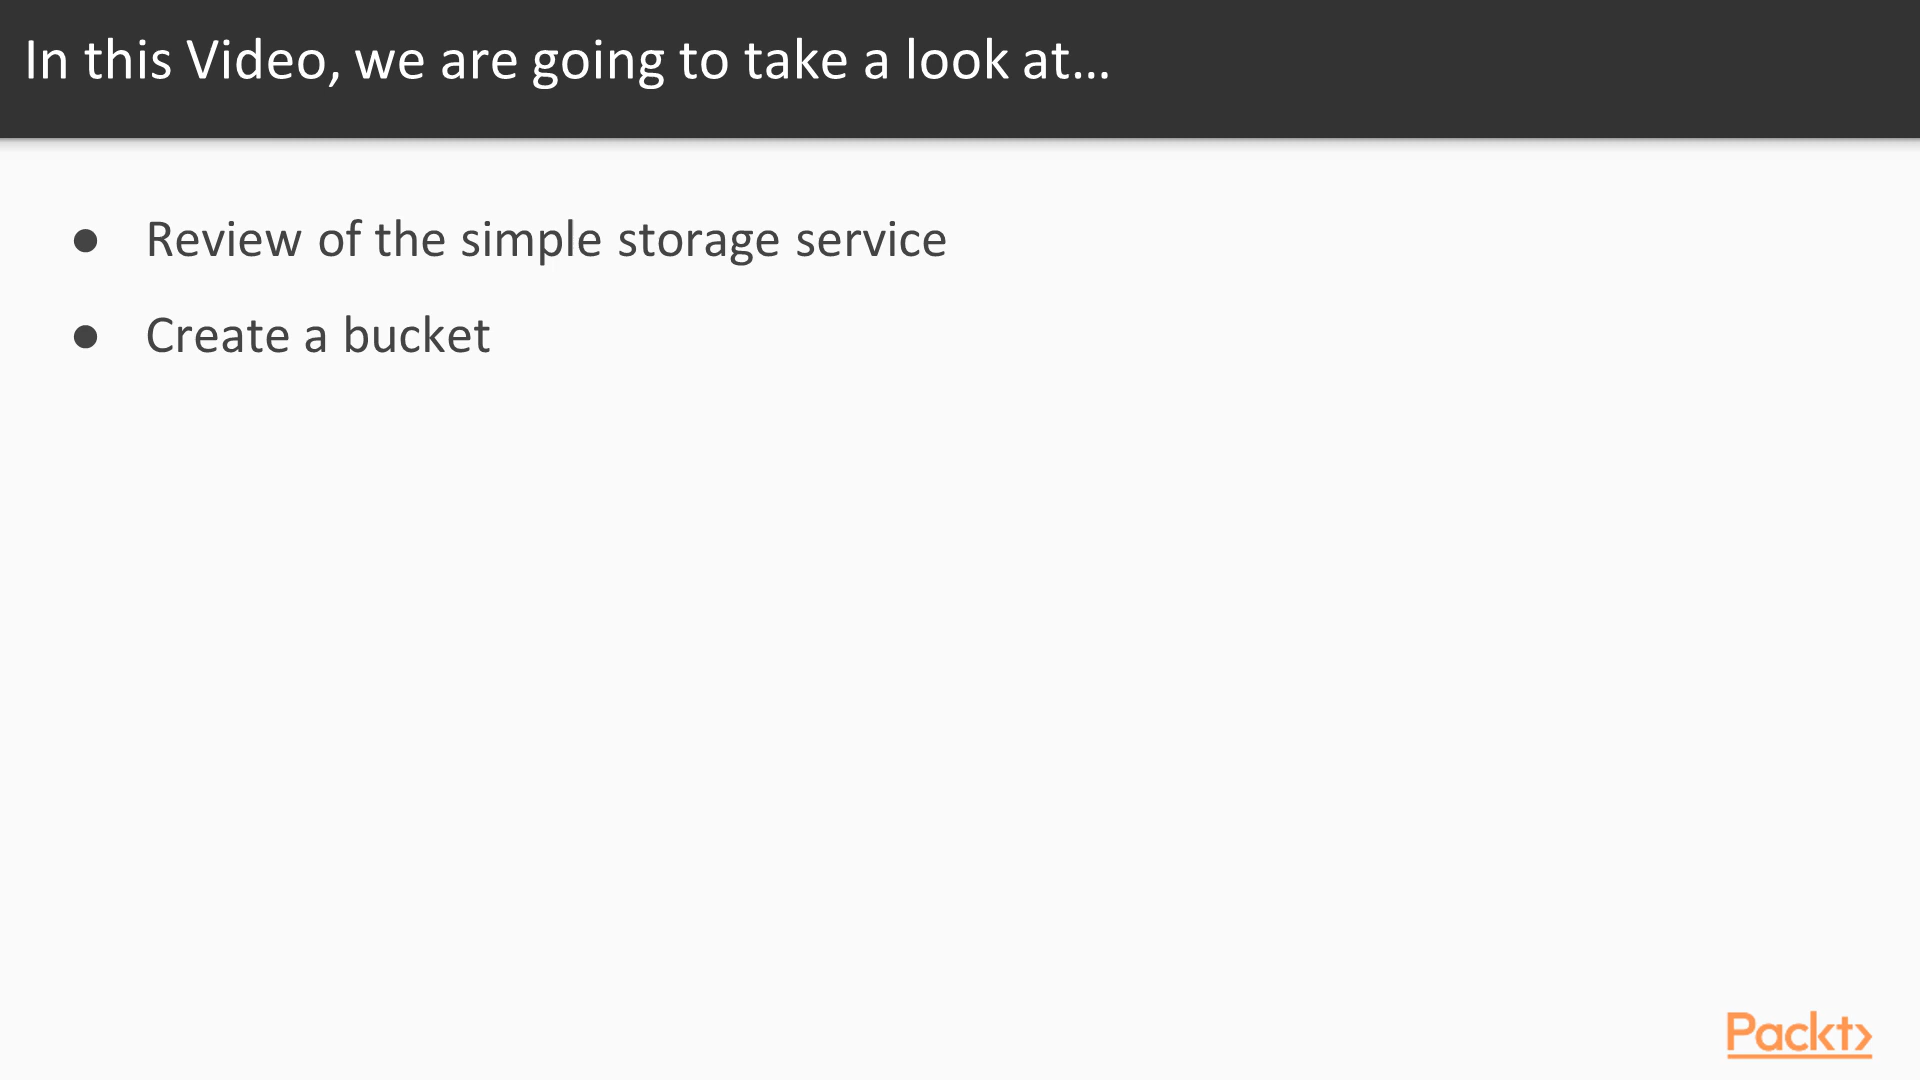 In this Video, we are going to take a look at...
● Review of the simple storage service
● Create a bucket
Packt>